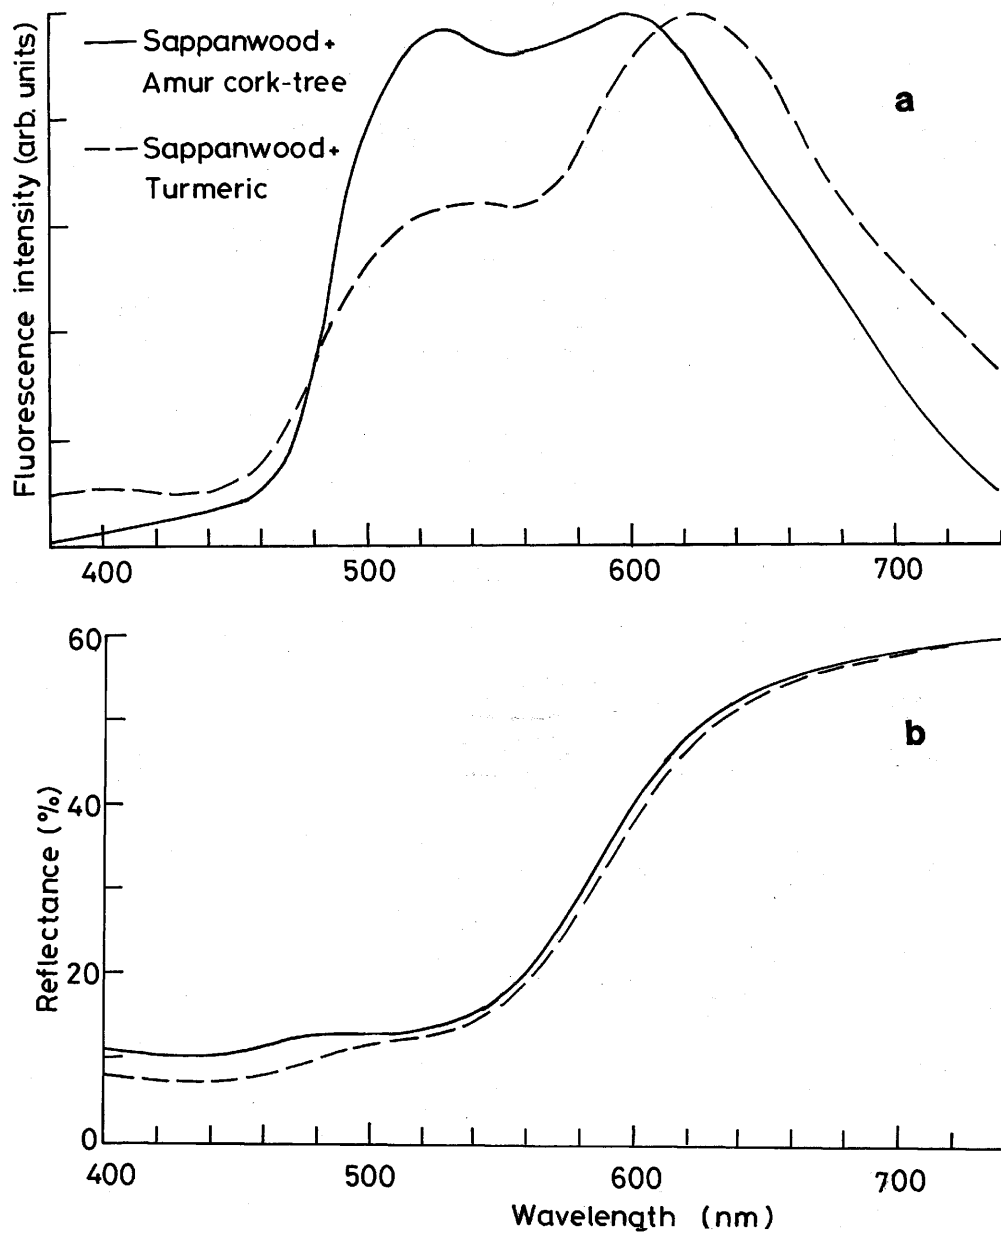 Fluorescence intensity (arb. units)
Sappanwood+
Amur cork-tree
Sappanwood+
Turmeric
a
400 500 600 700
Reflectance (%)
60
40
20
0
b
400 500 600 700
Wavelength (nm)